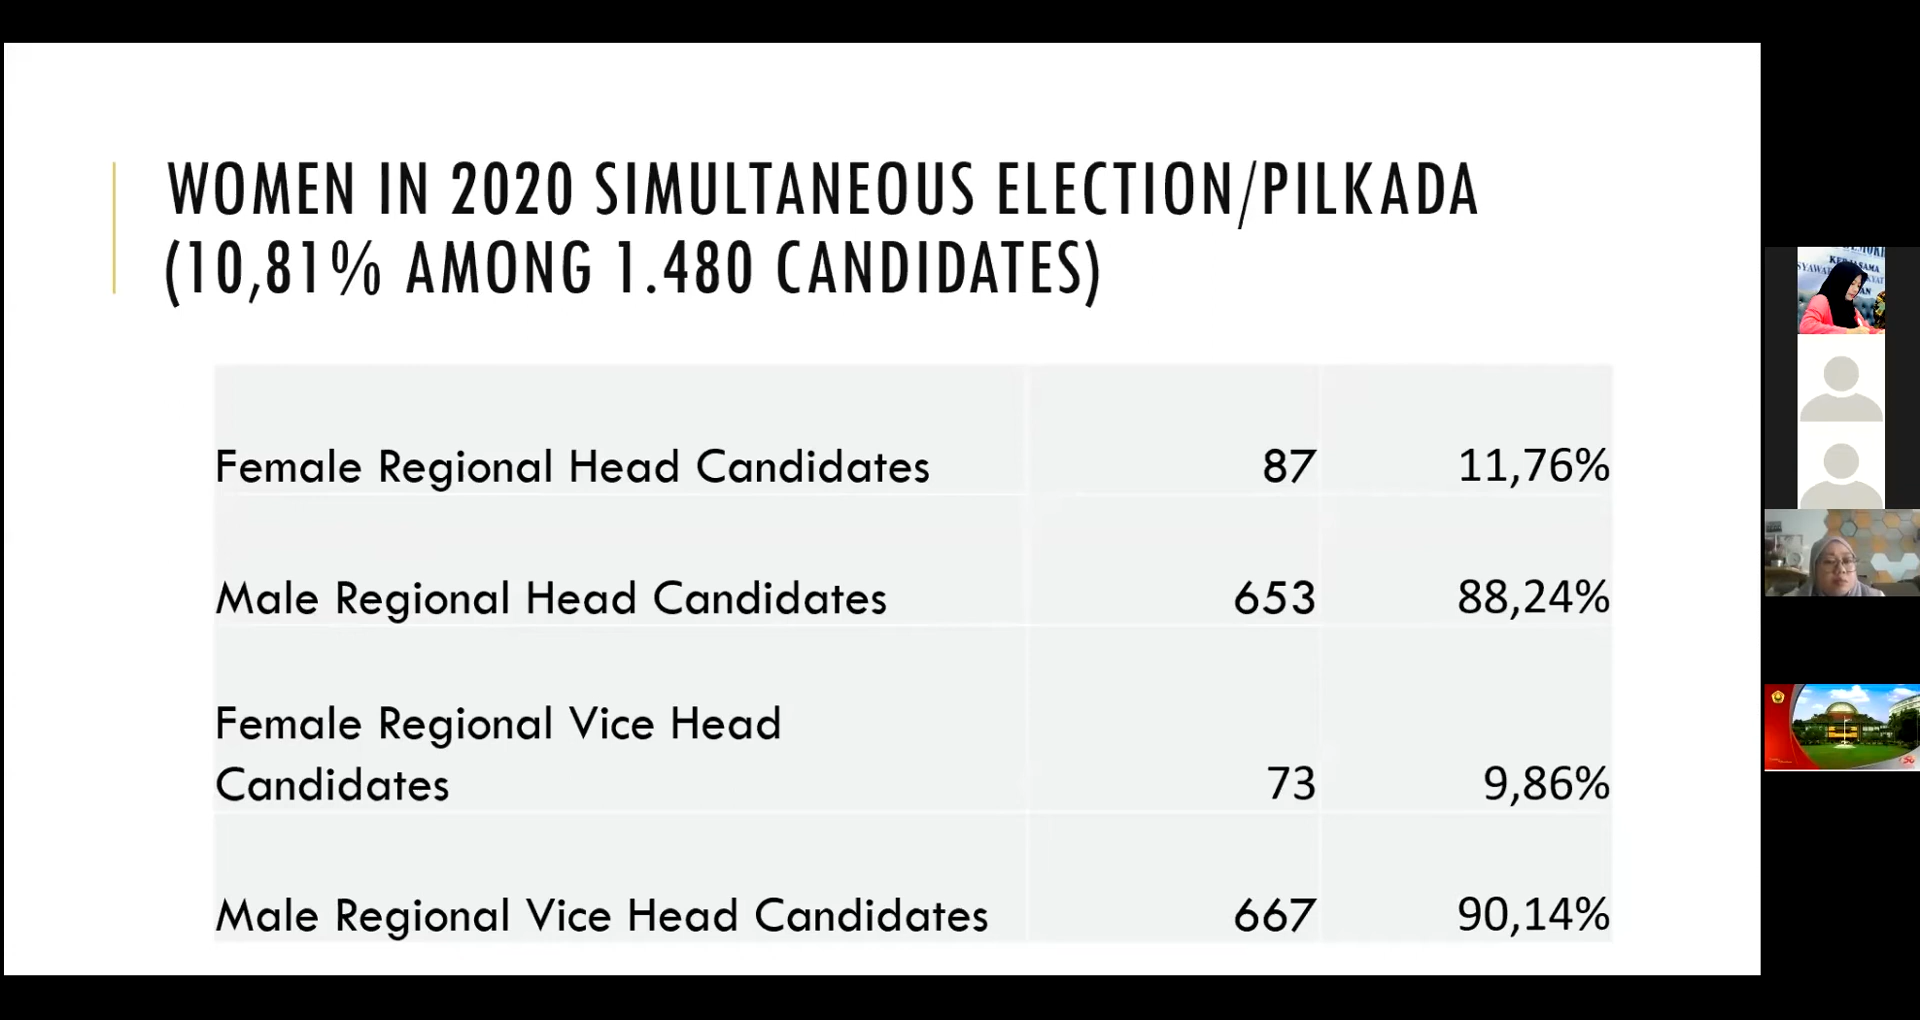 WOMEN IN 2020 SIMULTANEOUS ELECTION/PILKADA
(10,81% AMONG 1.480 CANDIDATES)
Female Regional Head Candidates 87 11,76%
Male Regional Head Candidates 653 88,24%
Female Regional Vice Head
Candidates 73 9,86%
Male Regional Vice Head Candidates 667 90,14%
KERJASAMA